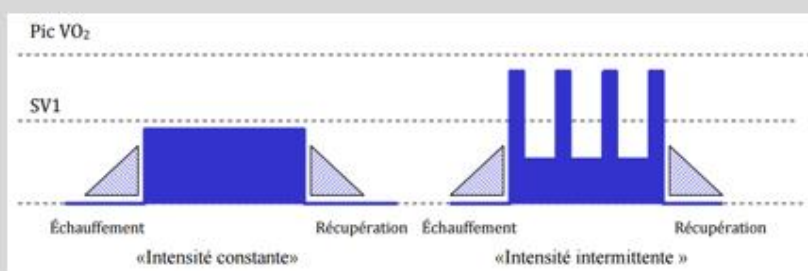 Pic VO₂
SV1
Échauffement Récupération Échauffement Récupération
«Intensité constante» «Intensité intermittente »